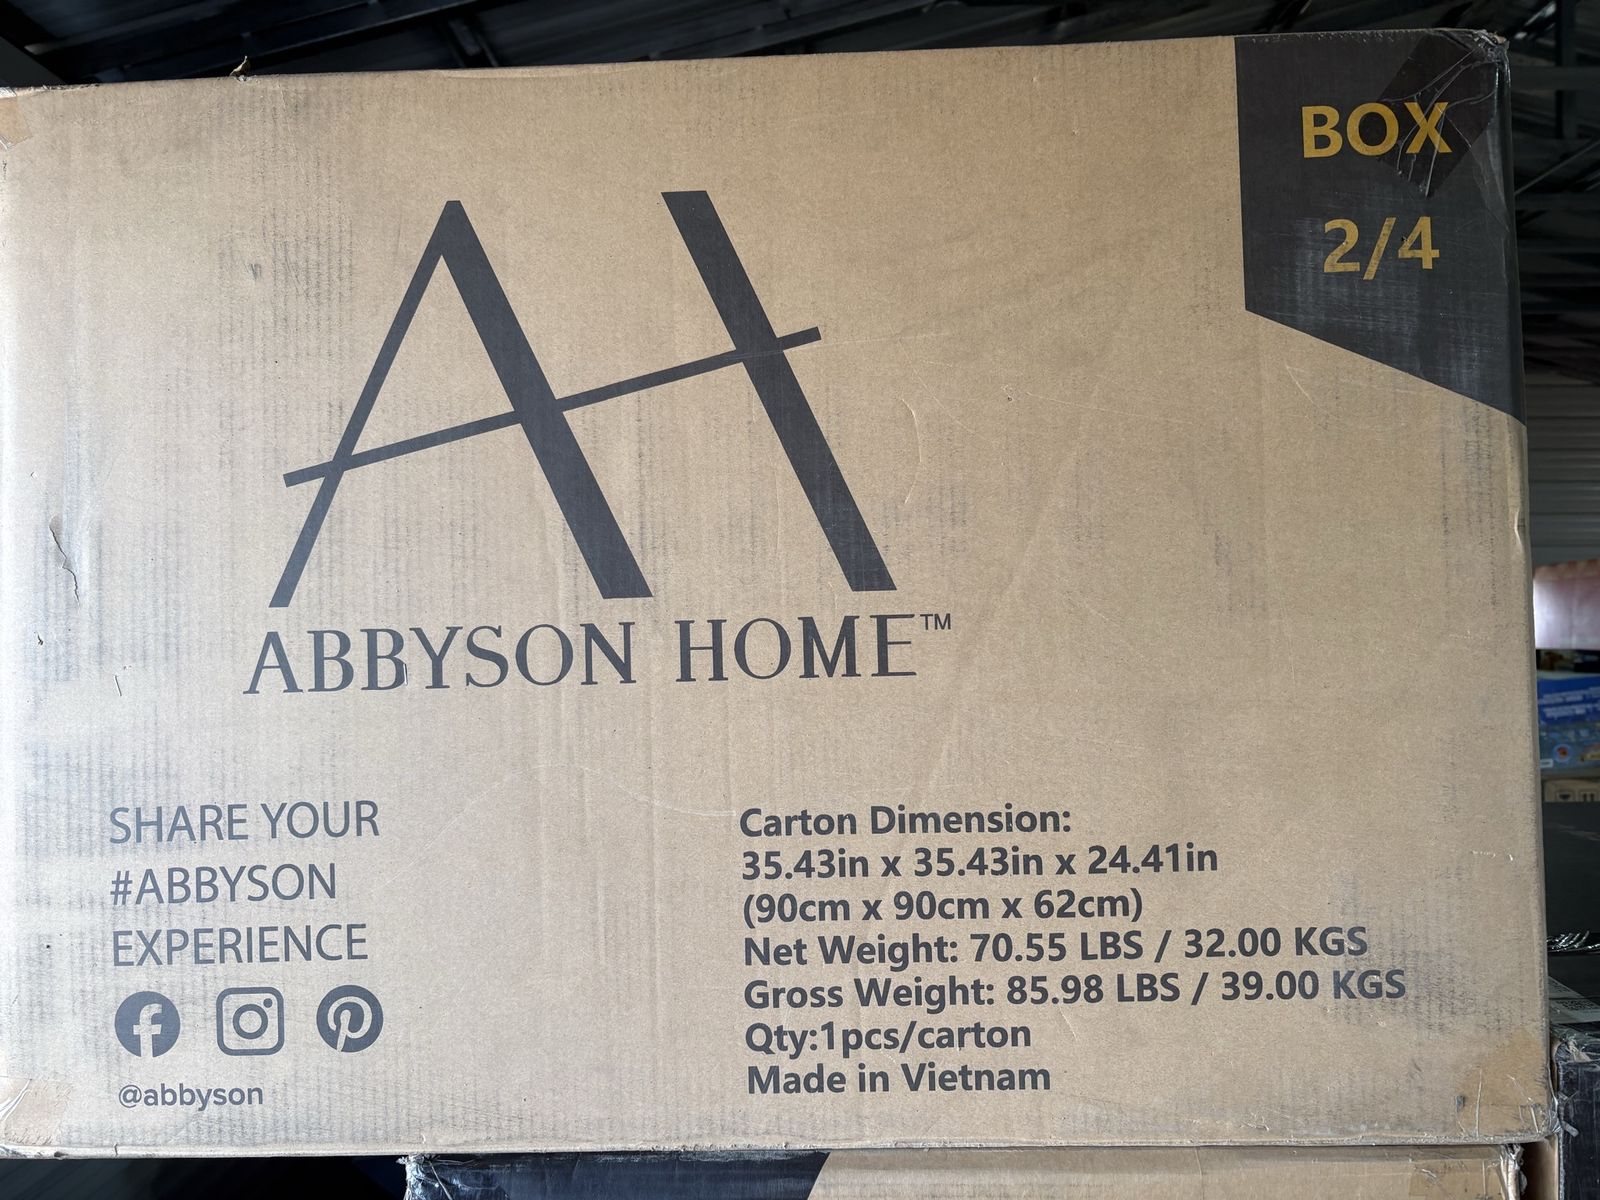 BOX
2/4
AH
ABBYSON HOME™
SHARE YOUR
#ABBYSON
EXPERIENCE
@abbyson
Carton Dimension:
35.43in x 35.43in x 24.41in
(90cm x 90cm x 62cm)
Net Weight: 70.55 LBS / 32.00 KGS
Gross Weight: 85.98 LBS / 39.00 KGS
Qty:1pcs/carton
Made in Vietnam